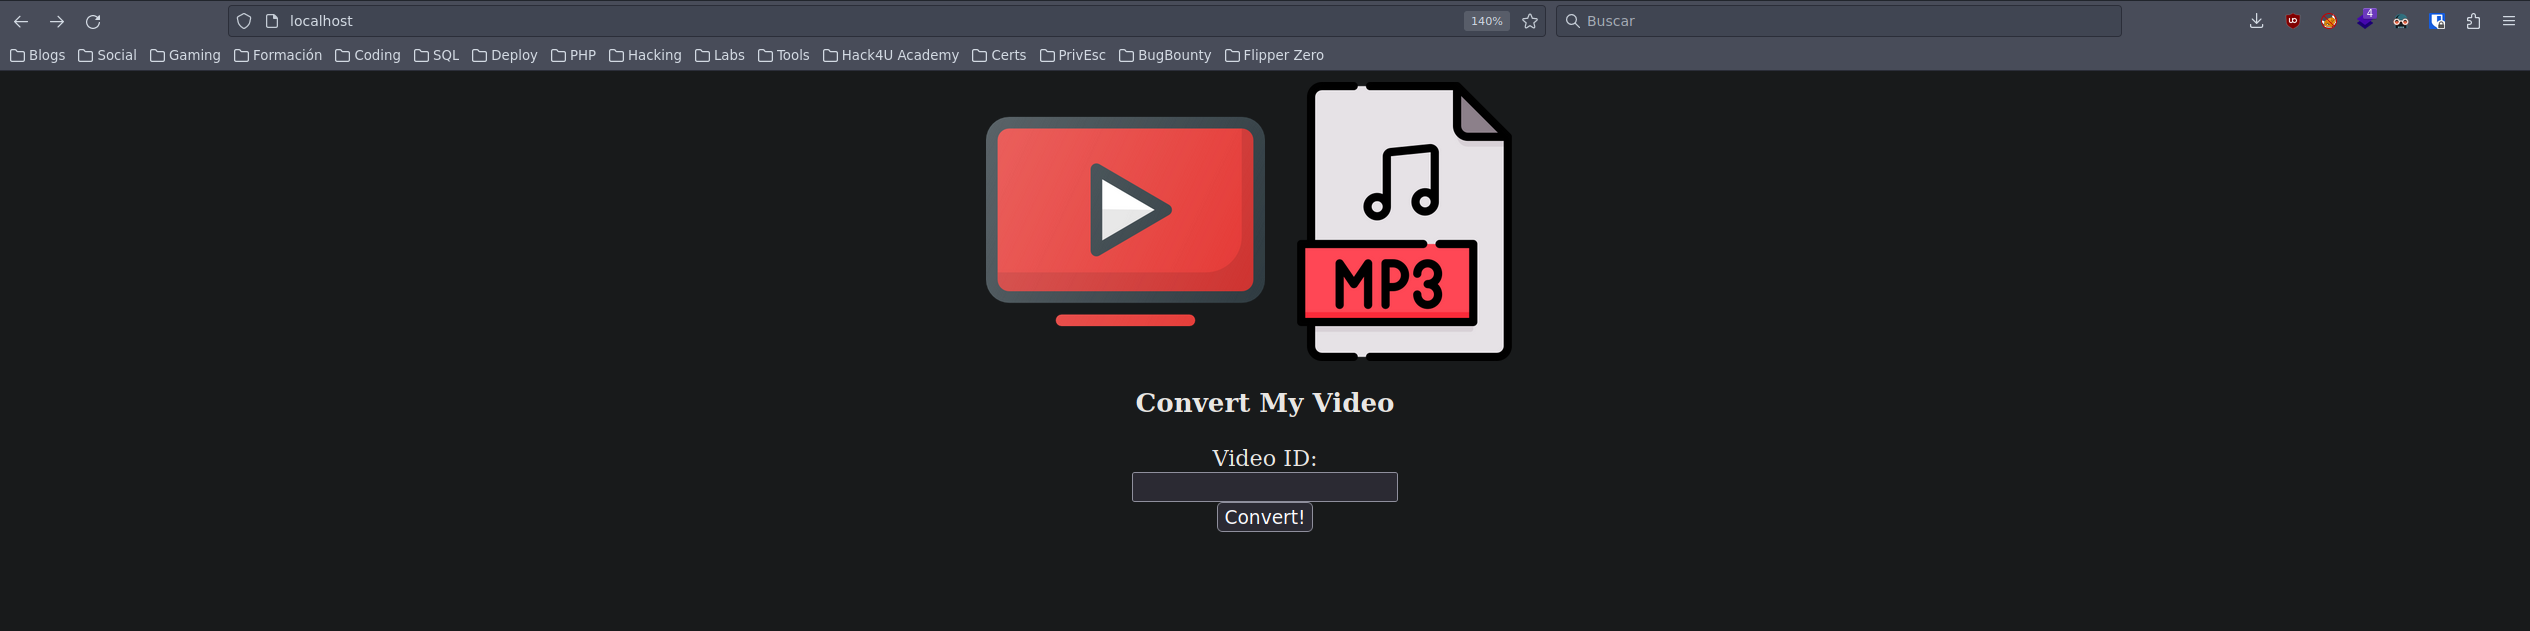 localhost 140% Buscar 4
Blogs Social Gaming Formación Coding SQL Deploy PHP Hacking Labs Tools Hack4U Academy Certs PrivEsc BugBounty Flipper Zero
MP3
Convert My Video
Video ID:
Convert!